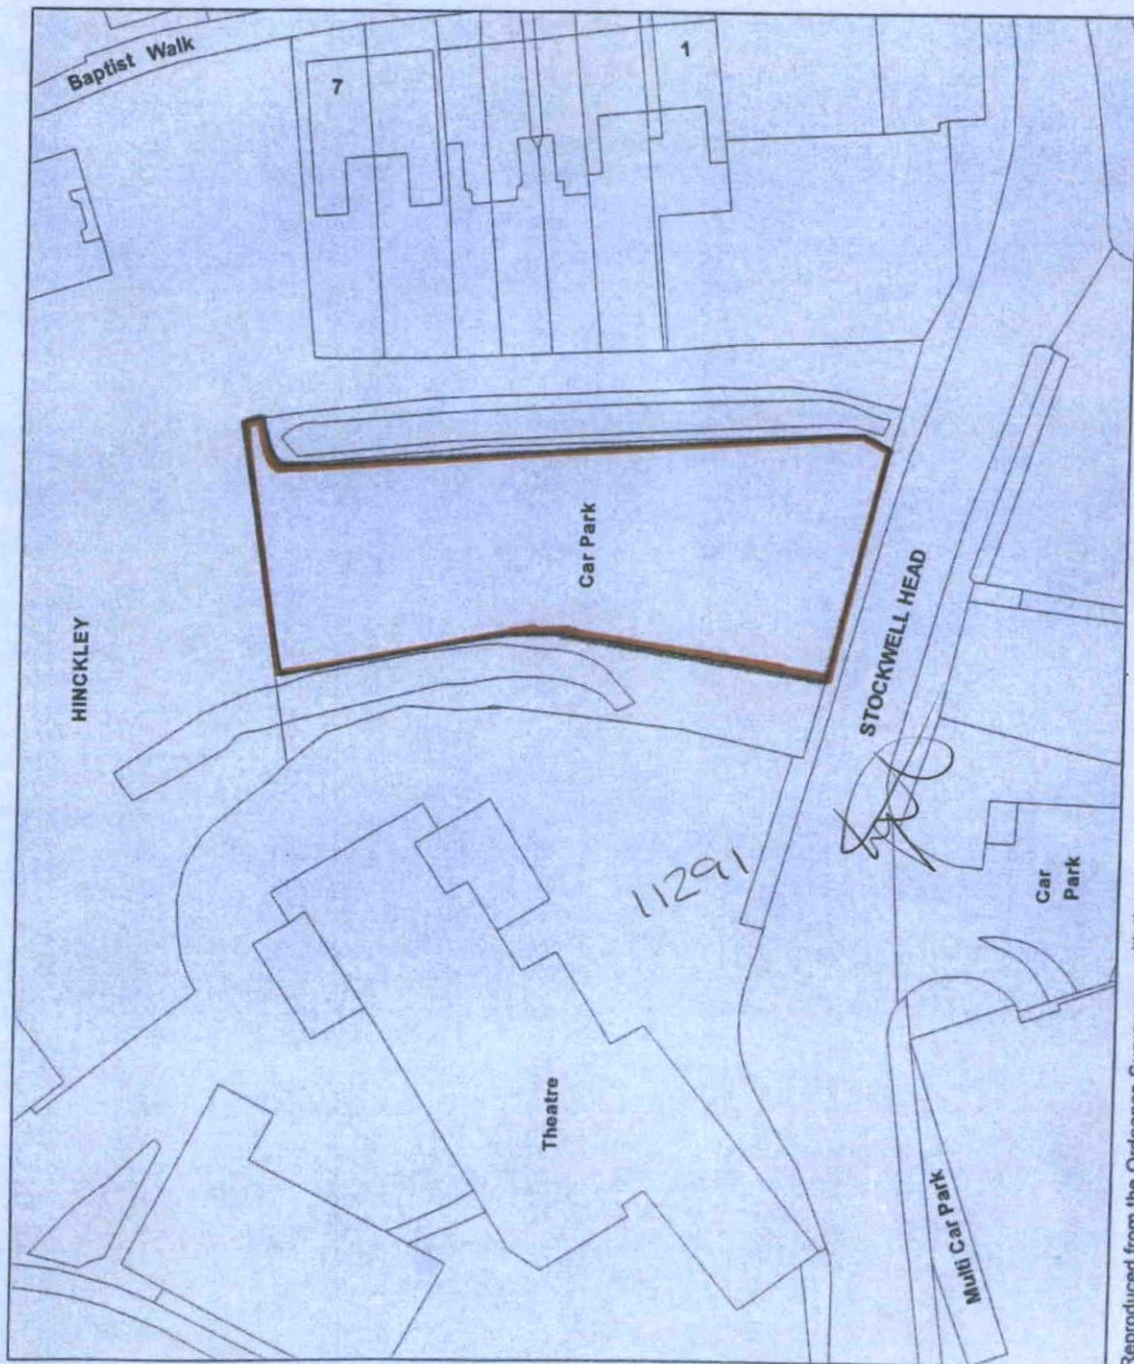 Baptist Walk
7
1
HINCKLEY
Car Park
STOCKWELL HEAD
11291
Theatre
Car
Park
Multi Car Park
Reproduced from the Ordnance Survey